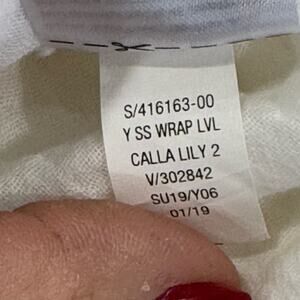 S/416163-00
Y SS WRAP LVL
CALLA LILY 2
V/302842
SU19/Y06
01/19